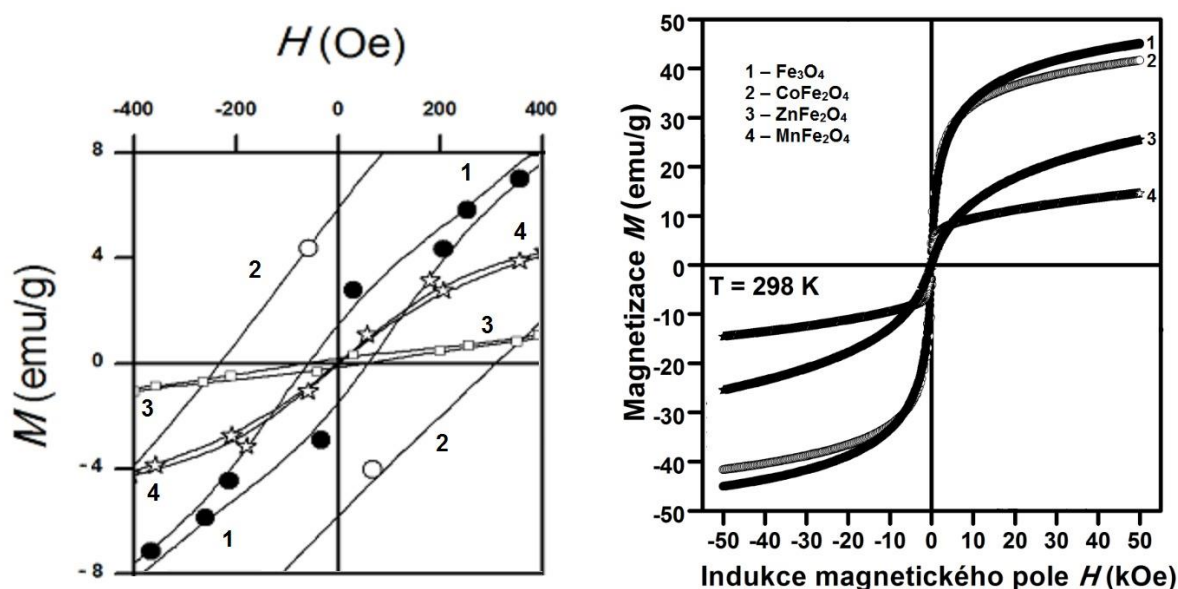 H (Oe)
-400 -200 0 200 400
8
4
0
-4
-8
M (emu/g)
1
2
4
3
3
2
4
1
50
40
30
20
10
0
-10
-20
-30
-40
-50
Magnetizace M (emu/g)
1 – Fe₃O₄
2 – CoFe₂O₄
3 – ZnFe₂O₄
4 – MnFe₂O₄
1
2
3
4
T = 298 K
-50 -40 -30 -20 -10 0 10 20 30 40 50
Indukce magnetického pole H (kOe)